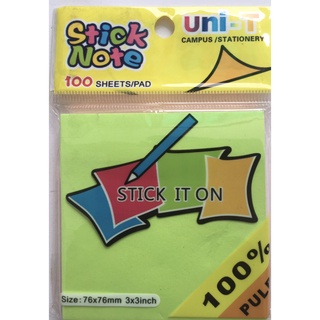 Stick
Note
100 SHEETS/PAD
CAMPUS /STATIONERY
STICK IT ON
100%
Size: 76x76mm 3x3inch